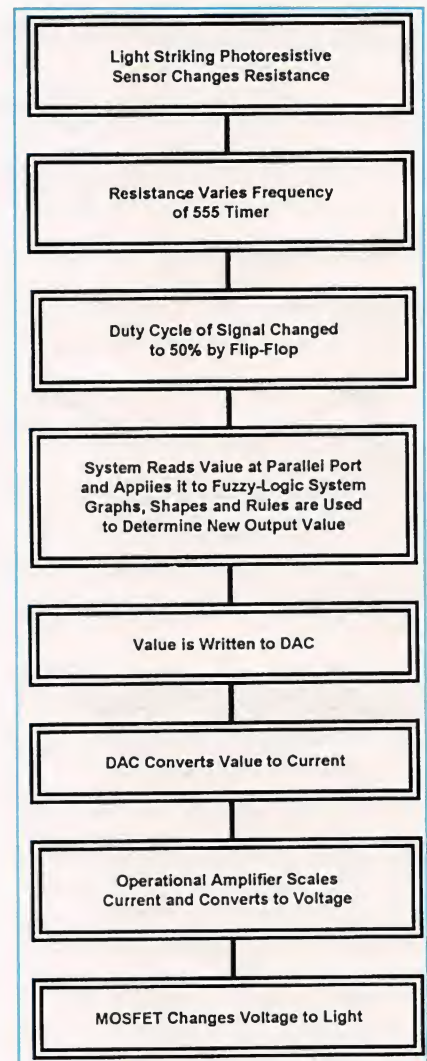 Light Striking Photoresistive
Sensor Changes Resistance
Resistance Varies Frequency
of 555 Timer
Duty Cycle of Signal Changed
to 50% by Flip-Flop
System Reads Value at Parallel Port
and Applies it to Fuzzy-Logic System
Graphs, Shapes and Rules are Used
to Determine New Output Value
Value is Written to DAC
DAC Converts Value to Current
Operational Amplifier Scales
Current and Converts to Voltage
MOSFET Changes Voltage to Light